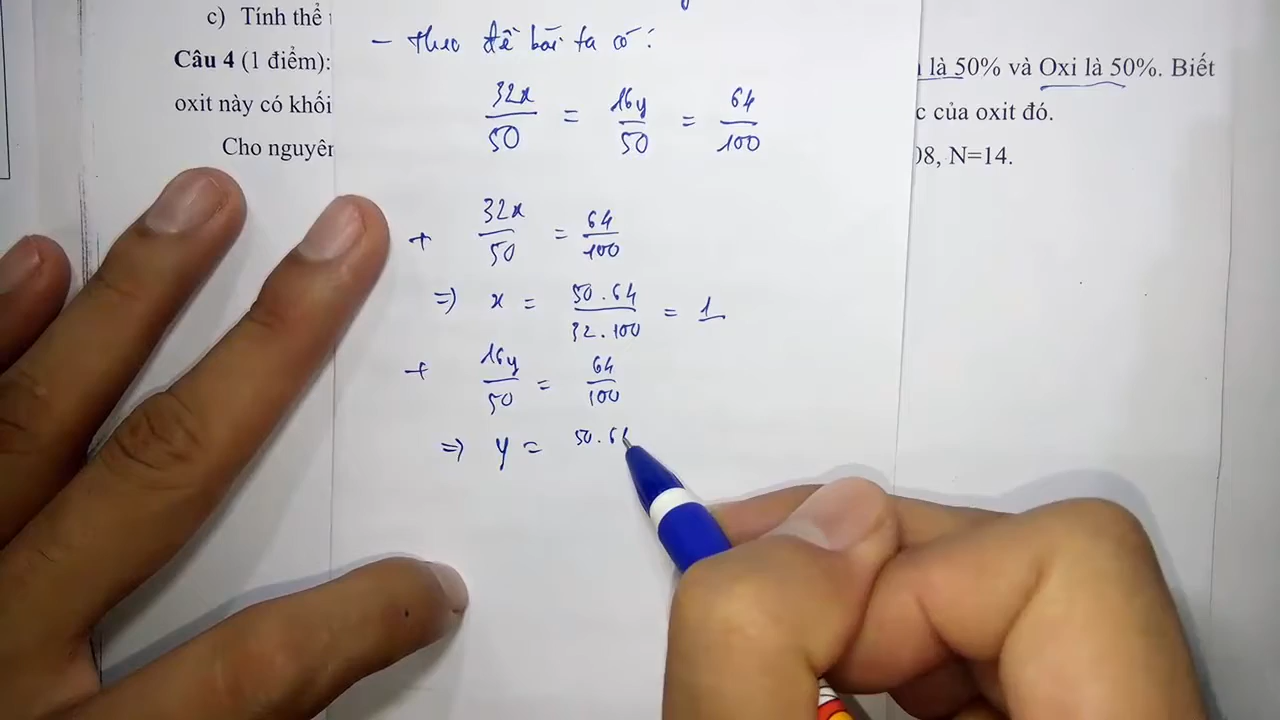 c) Tính thể
Câu 4 (1 điểm):
là 50% và Oxi là 50%. Biết
oxit này có khối
của oxit đó.
Cho nguyên
08, N=14.
- Theo đề bài ta có:
32x/50 = 16y/50 = 64/100
+ 32x/50 = 64/100
=> x = 50.64/32.100 = 1
+ 16y/50 = 64/100
=> y = 50.64